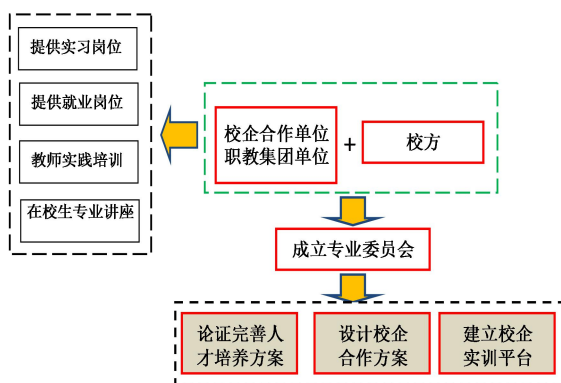 提供实习岗位
提供就业岗位
教师实践培训
在校生专业讲座
校企合作单位
职教集团单位
+
校方
成立专业委员会
论证完善人
才培养方案
设计校企
合作方案
建立校企
实训平台